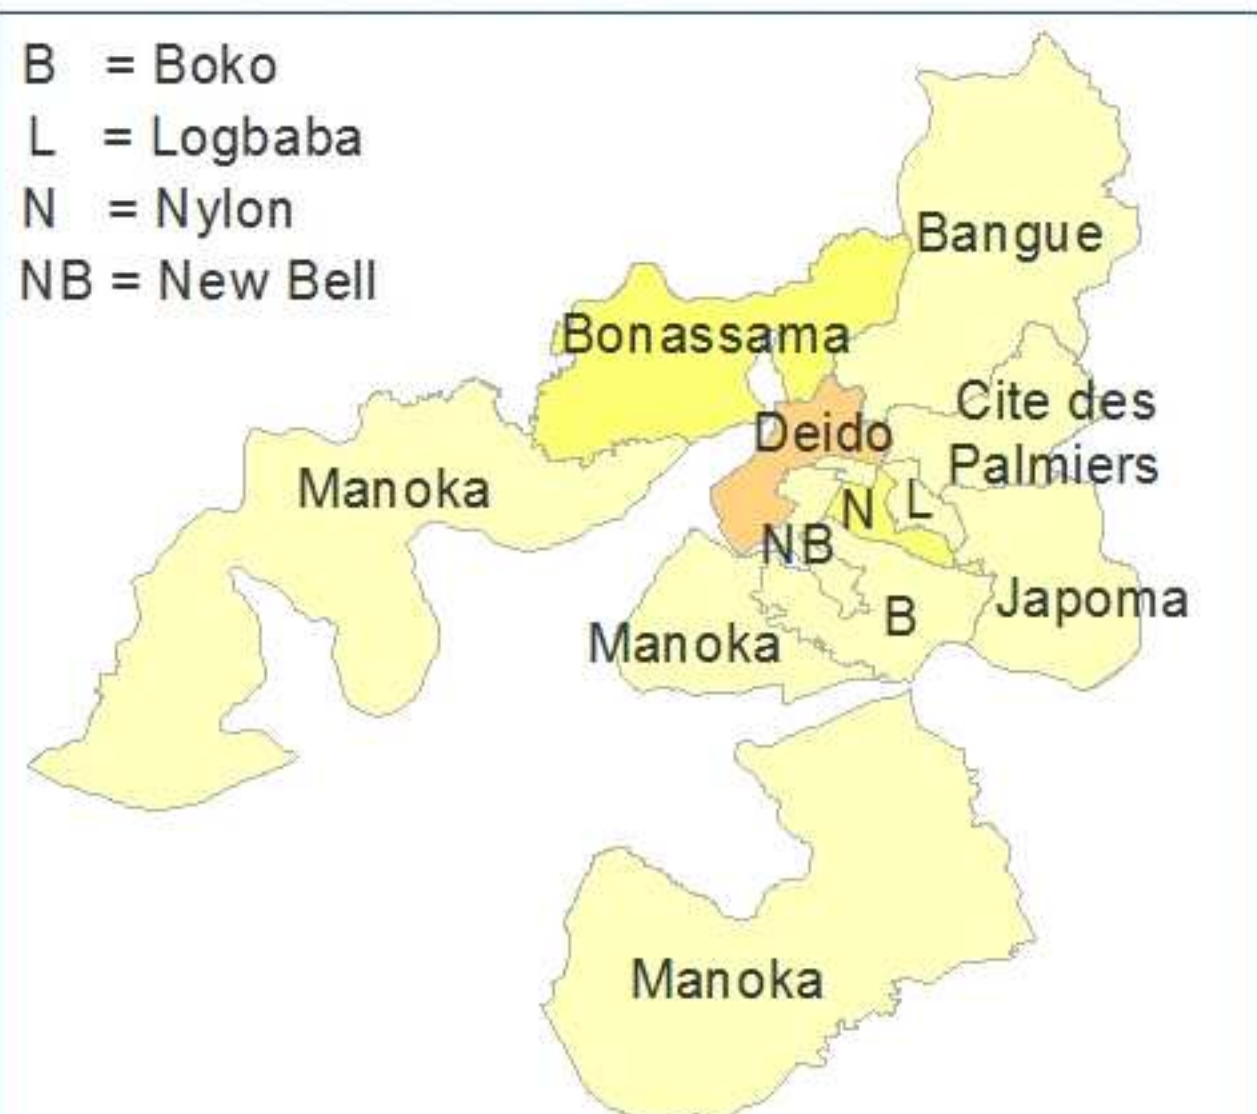 B = Boko
L = Logbaba
N = Nylon
NB = New Bell
Bangue
Bonassama
Cite des
Palmiers
Deido
Manoka
N
L
NB
Japoma
B
Manoka
Manoka